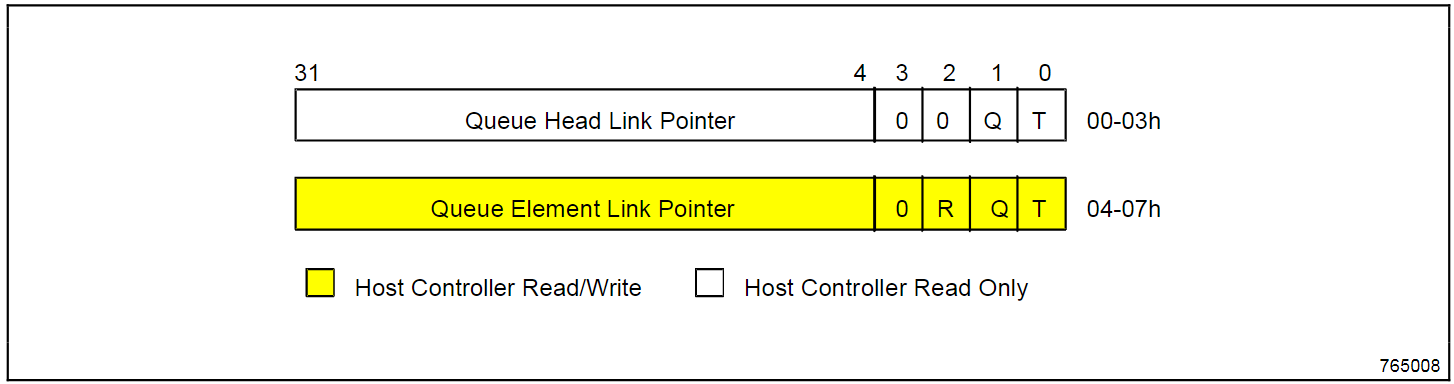 31 4 3 2 1 0
Queue Head Link Pointer 0 0 Q T 00-03h
Queue Element Link Pointer 0 R Q T 04-07h
Host Controller Read/Write Host Controller Read Only
765008